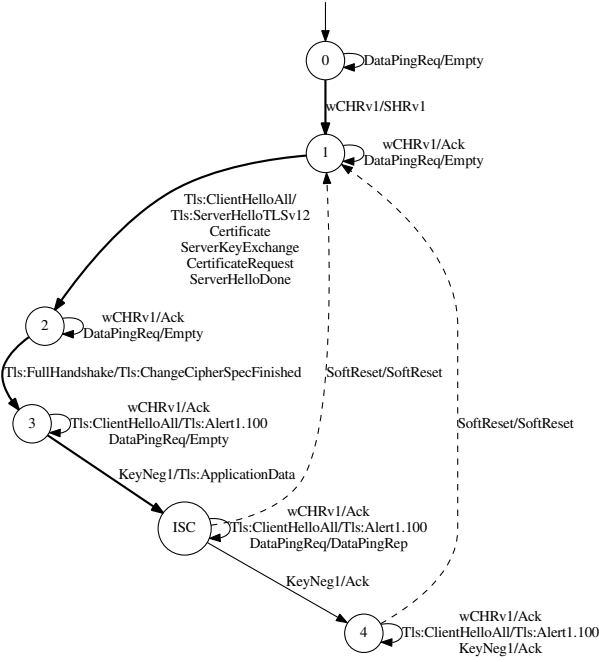 0
DataPingReq/Empty
wCHRv1/SHRv1
1
wCHRv1/Ack
DataPingReq/Empty
Tls:ClientHelloAll/
Tls:ServerHelloTLSv12
Certificate
ServerKeyExchange
CertificateRequest
ServerHelloDone
2
wCHRv1/Ack
DataPingReq/Empty
Tls:FullHandshake/Tls:ChangeCipherSpecFinished
SoftReset/SoftReset
3
wCHRv1/Ack
Tls:ClientHelloAll/Tls:Alert1.100
DataPingReq/Empty
SoftReset/SoftReset
KeyNeg1/Tls:ApplicationData
ISC
wCHRv1/Ack
Tls:ClientHelloAll/Tls:Alert1.100
DataPingReq/DataPingRep
KeyNeg1/Ack
4
wCHRv1/Ack
Tls:ClientHelloAll/Tls:Alert1.100
KeyNeg1/Ack